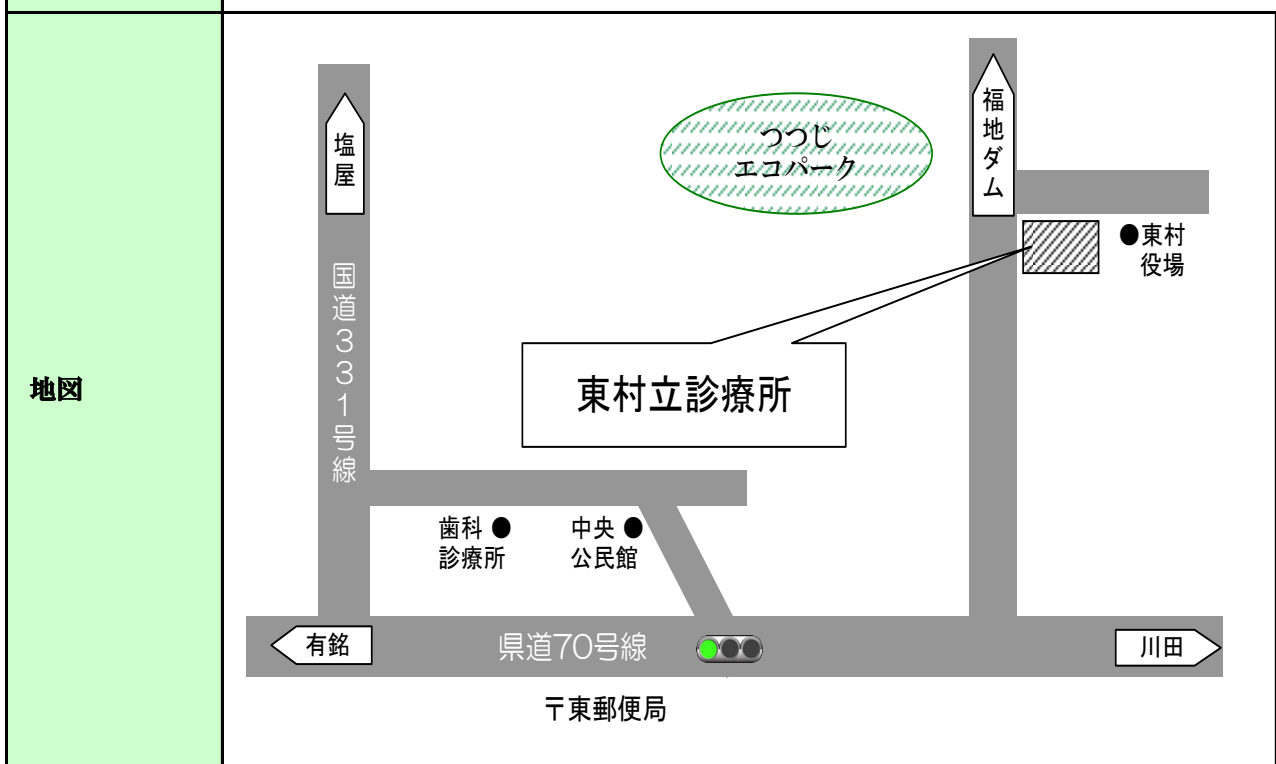 地図
塩屋
国道331号線
つつじ
エコパーク
福地ダム
●東村
役場
東村立診療所
歯科●
診療所
中央●
公民館
有銘
県道70号線
川田
〒東郵便局